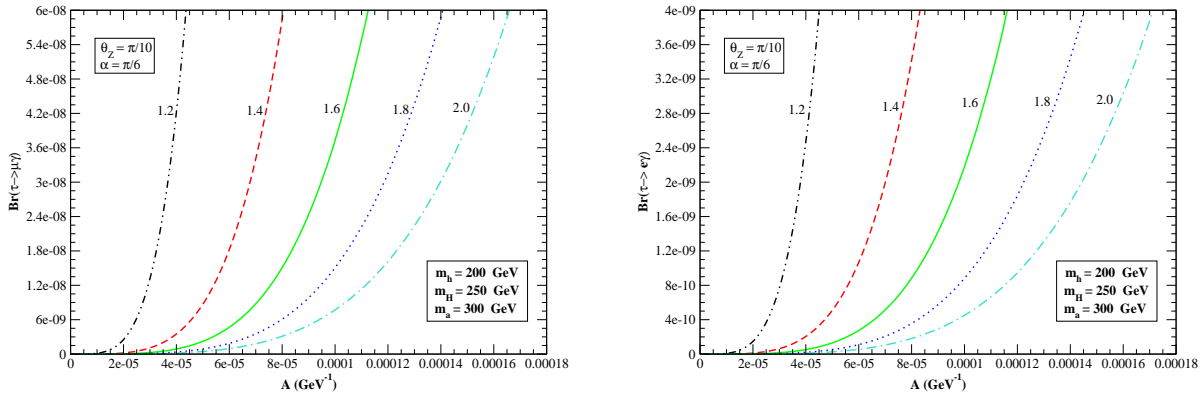 6e-08
5.4e-08
4.8e-08
4.2e-08
3.6e-08
3e-08
2.4e-08
1.8e-08
1.2e-08
6e-09
0
Br(τ−>μγ)
θZ = π/10
α = π/6
1.2
1.4
1.6
1.8
2.0
mh = 200 GeV
mH = 250 GeV
ma = 300 GeV
0 2e-05 4e-05 6e-05 8e-05 0.0001 0.00012 0.00014 0.00016 0.00018
A (GeV-1)
4e-09
3.6e-09
3.2e-09
2.9e-09
2.4e-09
2e-09
1.6e-09
1.2e-09
8e-10
4e-10
0
Br(τ−> eγ)
θZ = π/10
α = π/6
1.2
1.4
1.6
1.8
2.0
mh = 200 GeV
mH = 250 GeV
ma = 300 GeV
0 2e-05 4e-05 6e-05 8e-05 0.0001 0.00012 0.00014 0.00016 0.00018
A (GeV-1)